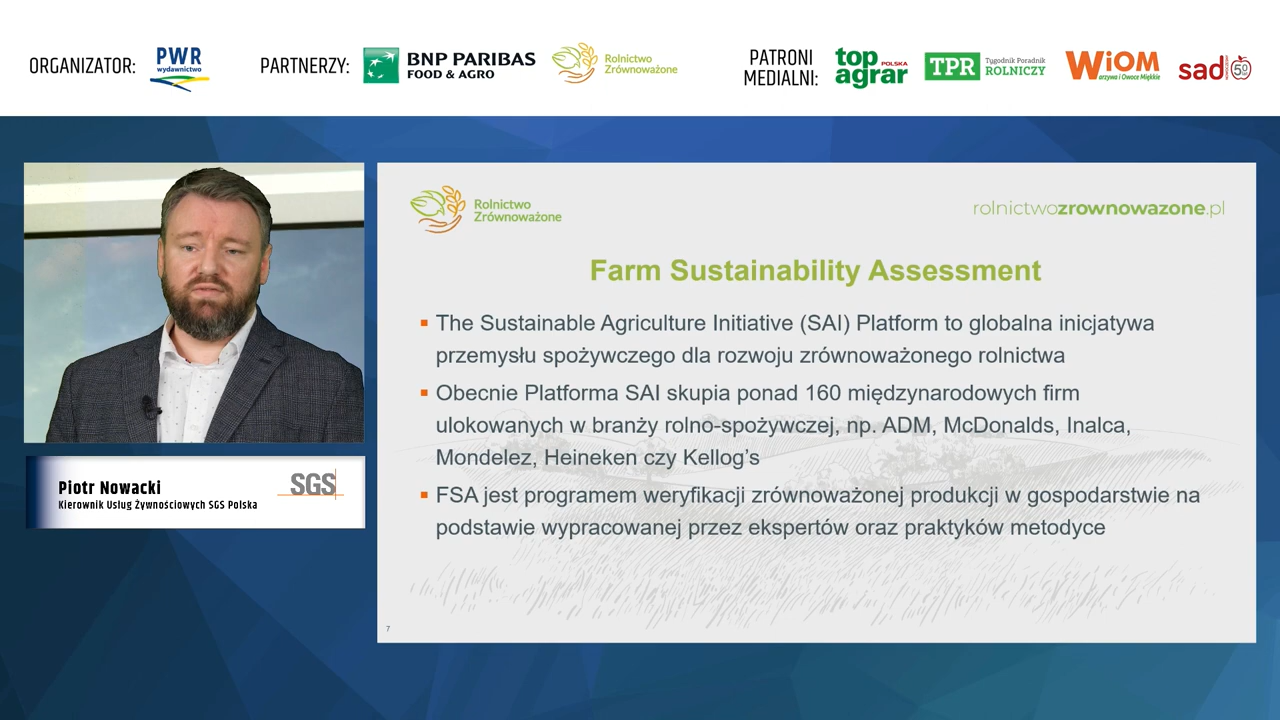 ORGANIZATOR:
PWR
wydawnictwo
PARTNERZY:
BNP PARIBAS
FOOD & AGRO
Rolnictwo
Zrównoważone
PATRONI
MEDIALNI:
top
agrar
POLSKA
TPR
Tygodnik Poradnik
ROLNICZY
WiOM
arzywa i Owoce Miękkie
sad
Rolnictwo
Zrównoważone
rolnictwozrownowazone.pl
Farm Sustainability Assessment
The Sustainable Agriculture Initiative (SAI) Platform to globalna inicjatywa
przemysłu spożywczego dla rozwoju zrównoważonego rolnictwa
Obecnie Platforma SAI skupia ponad 160 międzynarodowych firm
ulokowanych w branży rolno-spożywczej, np. ADM, McDonalds, Inalca,
Mondelez, Heineken czy Kellog’s
FSA jest programem weryfikacji zrównoważonej produkcji w gospodarstwie na
podstawie wypracowanej przez ekspertów oraz praktyków metodyce
7
Piotr Nowacki
Kierownik Usług Żywnościowych SGS Polska
SGS